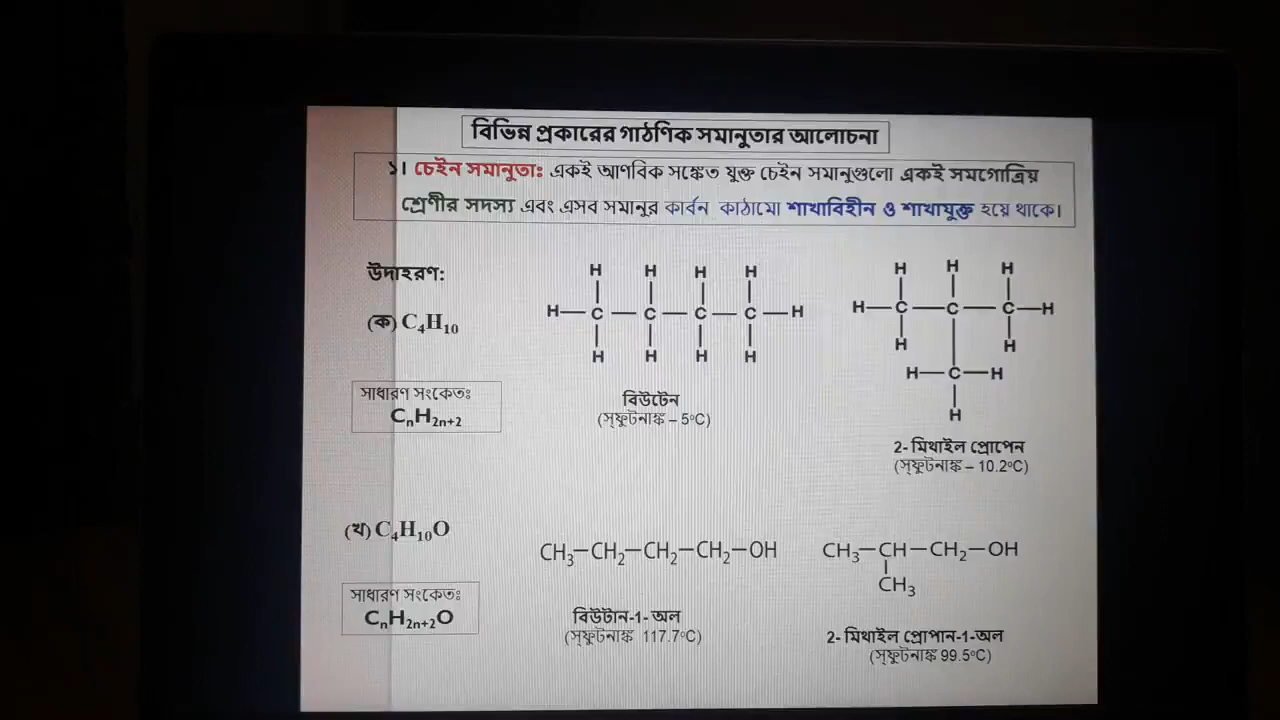 বিভিন্ন প্রকারের গাঠণিক সমানুতার আলোচনা
১। চেইন সমানুতাঃ একই আণবিক সঙ্কেত যুক্ত চেইন সমানুগুলো একই সমগোত্রিয়
শ্রেণীর সদস্য এবং এসব সমানুর কার্বন কাঠামো শাখাবিহীন ও শাখাযুক্ত হয়ে থাকে।
উদাহরণ:
(ক) C₄H₁₀
H H H H
H—C—C—C—C—H
H H H H
H H H
H—C—C—C—H
H H
H—C—H
H
সাধারণ সংকেতঃ
CₙH₂ₙ₊₂
বিউটেন
(স্ফুটনাঙ্ক – 5°C)
2- মিথাইল প্রোপেন
(স্ফুটনাঙ্ক – 10.2°C)
(খ) C₄H₁₀O
CH₃—CH₂—CH₂—CH₂—OH
CH₃—CH—CH₂—OH
CH₃
সাধারণ সংকেতঃ
CₙH₂ₙ₊₂O
বিউটান-1- অল
(স্ফুটনাঙ্ক 117.7°C)
2- মিথাইল প্রোপান-1-অল
(স্ফুটনাঙ্ক 99.5°C)